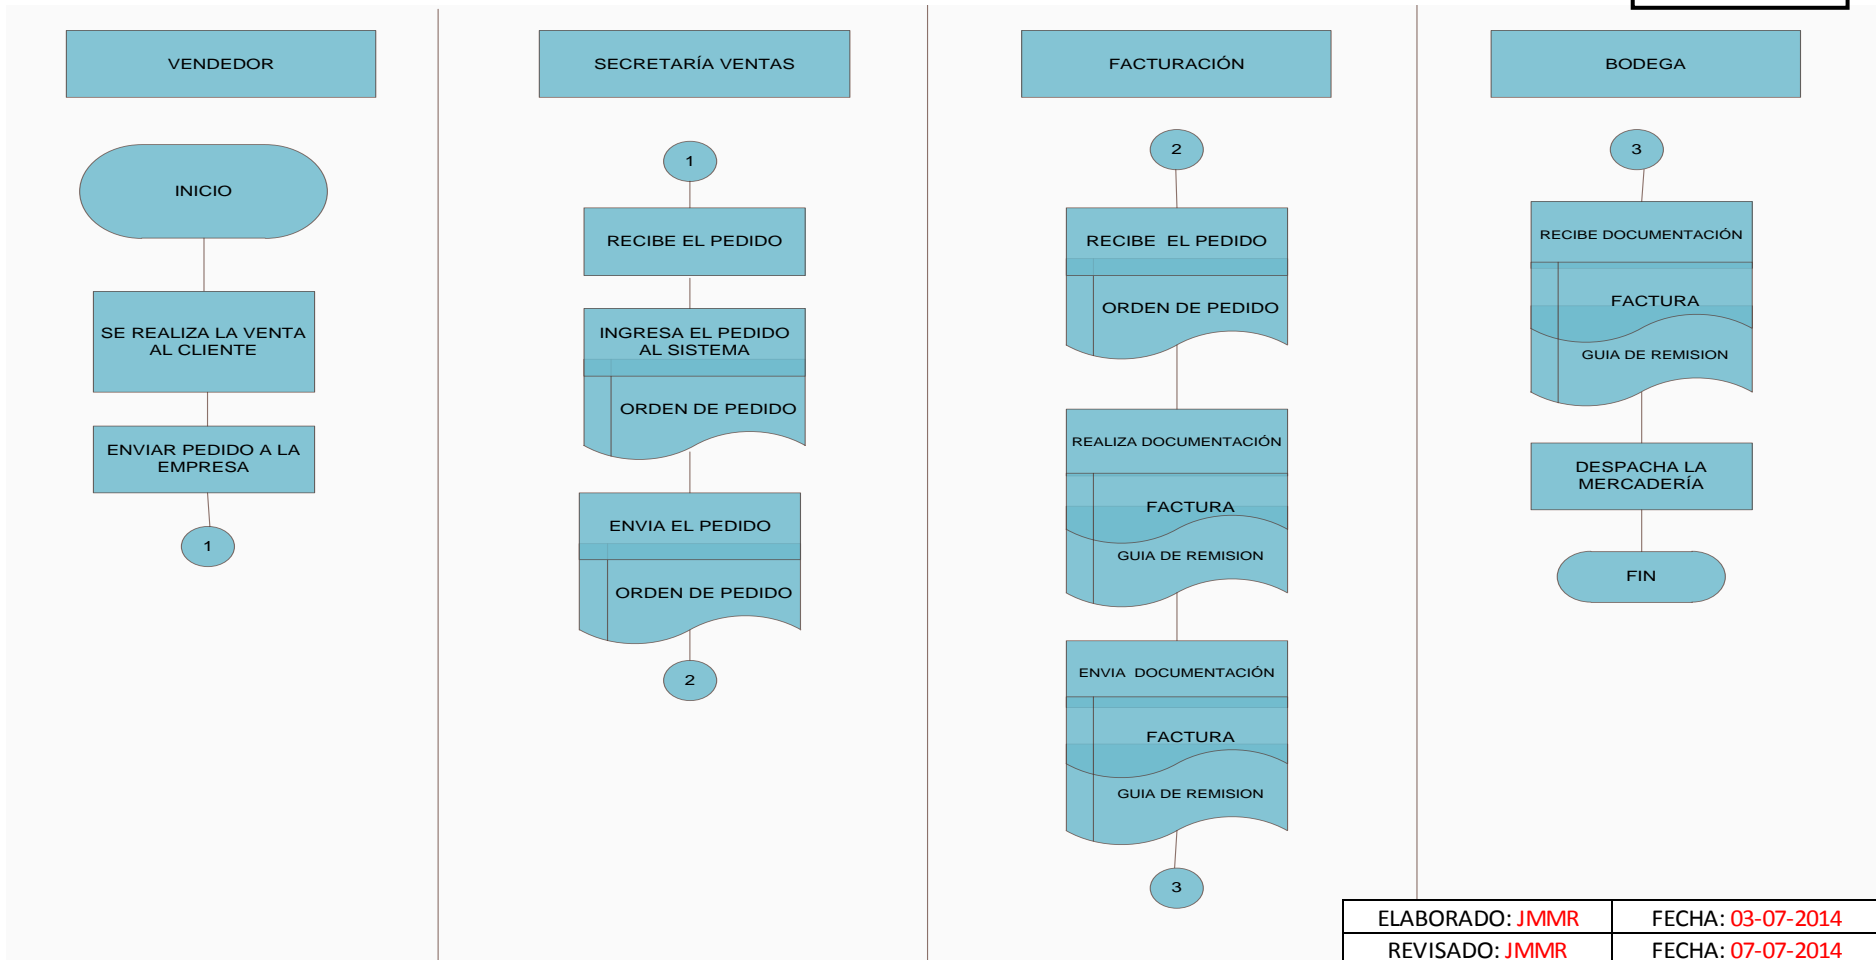 VENDEDOR
INICIO
SE REALIZA LA VENTA
AL CLIENTE
ENVIAR PEDIDO A LA
EMPRESA
1
SECRETARÍA VENTAS
1
RECIBE EL PEDIDO
INGRESA EL PEDIDO
AL SISTEMA
ORDEN DE PEDIDO
ENVIA EL PEDIDO
ORDEN DE PEDIDO
2
FACTURACIÓN
2
RECIBE EL PEDIDO
ORDEN DE PEDIDO
REALIZA DOCUMENTACIÓN
FACTURA
GUIA DE REMISION
ENVIA DOCUMENTACIÓN
FACTURA
GUIA DE REMISION
3
BODEGA
3
RECIBE DOCUMENTACIÓN
FACTURA
GUIA DE REMISION
DESPACHA LA
MERCADERÍA
FIN
ELABORADO: JMMR FECHA: 03-07-2014
REVISADO: JMMR FECHA: 07-07-2014